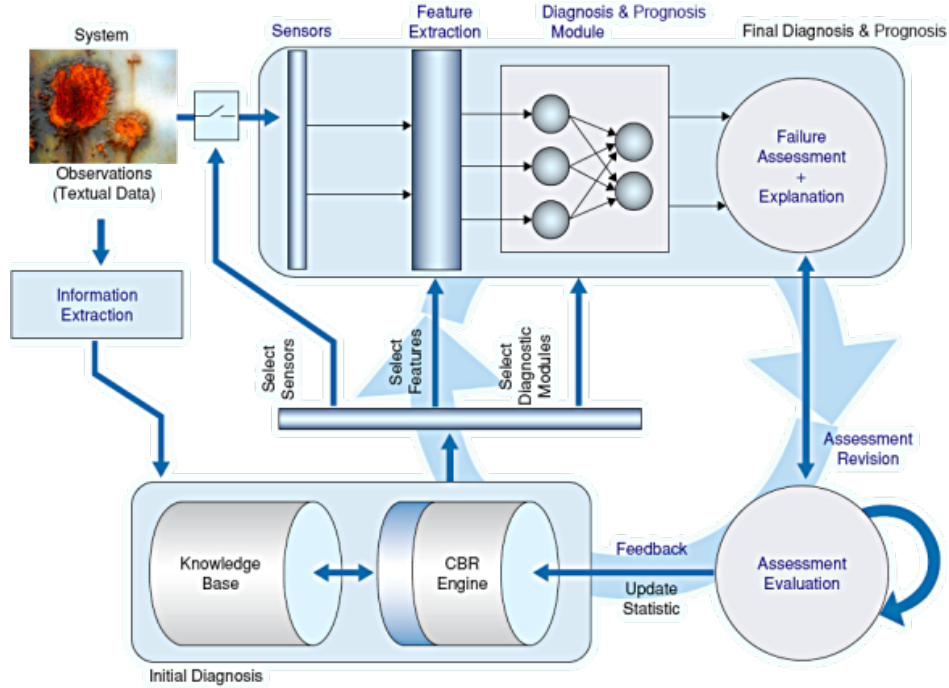 System
Sensors
Feature
Extraction
Diagnosis & Prognosis
Module
Final Diagnosis & Prognosis
Observations
(Textual Data)
Failure
Assessment
+
Explanation
Information
Extraction
Select
Sensors
Select
Features
Select
Diagnostic
Modules
Assessment
Revision
Knowledge
Base
CBR
Engine
Feedback
Update
Statistic
Assessment
Evaluation
Initial Diagnosis